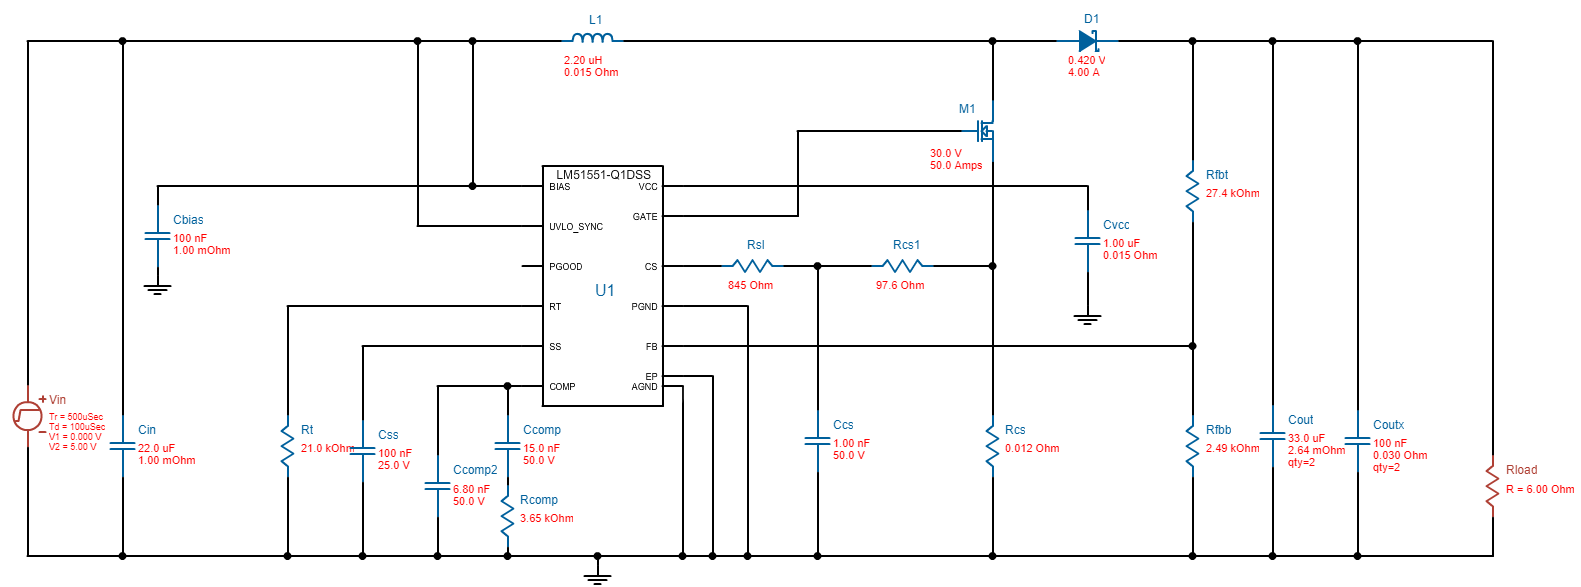 L1
2.20 uH
0.015 Ohm
D1
0.420 V
4.00 A
M1
30.0 V
50.0 Amps
LM51551-Q1DSS
BIAS
VCC
GATE
UVLO_SYNC
PGOOD
CS
U1
RT
PGND
SS
FB
EP
COMP
AGND
Cbias
100 nF
1.00 mOhm
Rsl
845 Ohm
Rcs1
97.6 Ohm
Cvcc
1.00 uF
0.015 Ohm
Rfbt
27.4 kOhm
+ Vin
Tr = 500uSec
Td = 100uSec
V1 = 0.000 V
V2 = 5.00 V
Cin
22.0 uF
1.00 mOhm
Rt
21.0 kOhm
Css
100 nF
25.0 V
Ccomp
15.0 nF
50.0 V
Ccomp2
6.80 nF
50.0 V
Rcomp
3.65 kOhm
Ccs
1.00 nF
50.0 V
Rcs
0.012 Ohm
Rfbb
2.49 kOhm
Cout
33.0 uF
2.64 mOhm
qty=2
Coutx
100 nF
0.030 Ohm
qty=2
Rload
R = 6.00 Ohm